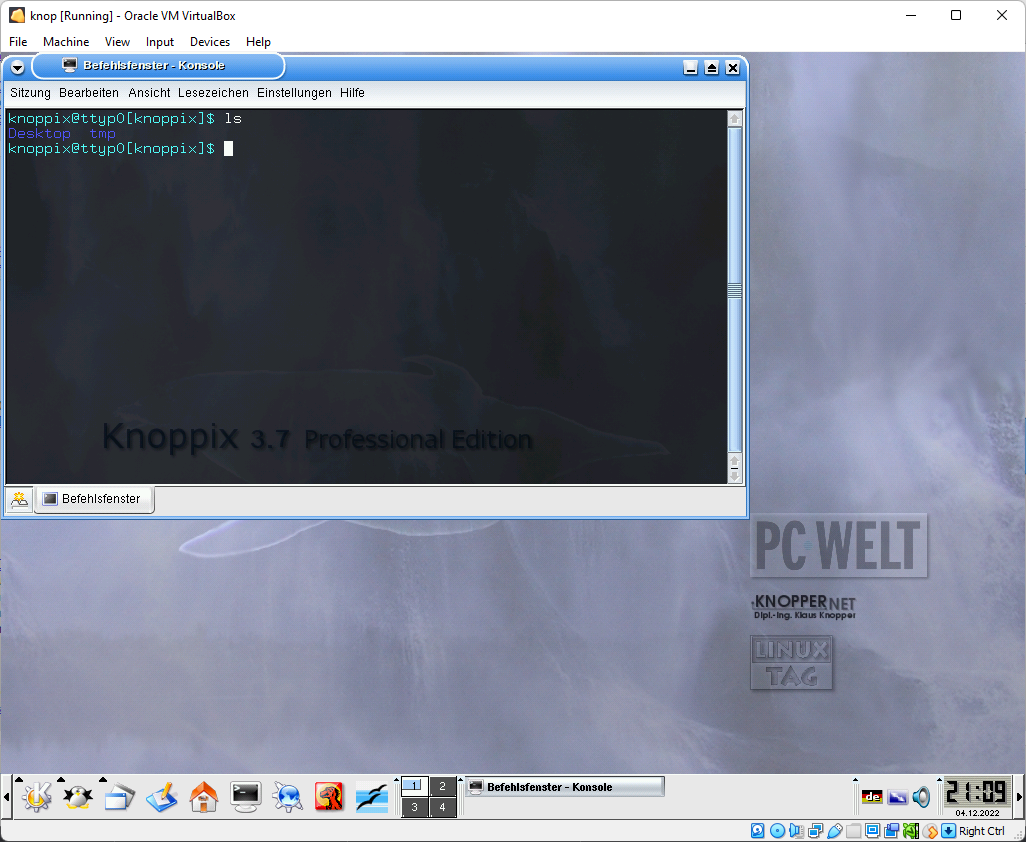 knop [Running] - Oracle VM VirtualBox
File Machine View Input Devices Help
Befehlsfenster - Konsole
Sitzung Bearbeiten Ansicht Lesezeichen Einstellungen Hilfe
knoppix@ttyp0[knoppix]$ ls
Desktop tmp
knoppix@ttyp0[knoppix]$
Knoppix 3.7 Professional Edition
Befehlsfenster
PC WELT
KNOPPERNET
Dipl.-Ing. Klaus Knopper
LINUX
TAG
1 2
3 4
Befehlsfenster - Konsole
de
21:09
04.12.2022
Right Ctrl